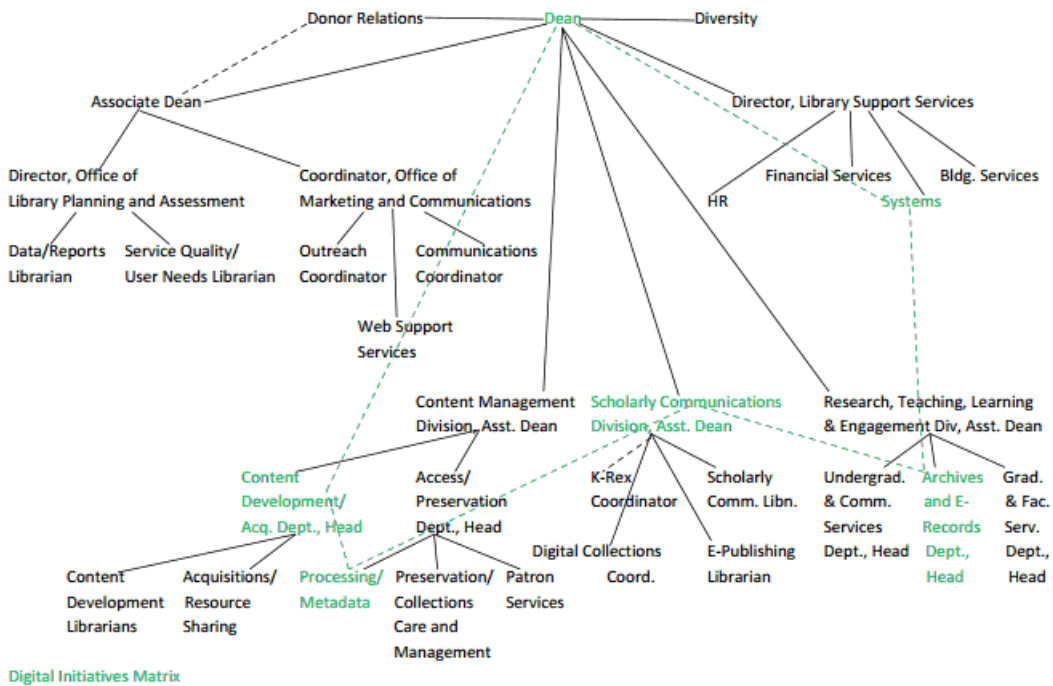 Donor Relations
Dean
Diversity
Associate Dean
Director, Library Support Services
Director, Office of
Library Planning and Assessment
Coordinator, Office of
Marketing and Communications
HR
Financial Services
Systems
Bldg. Services
Data/Reports
Librarian
Service Quality/
User Needs Librarian
Outreach
Coordinator
Communications
Coordinator
Web Support
Services
Content Management
Division, Asst. Dean
Scholarly Communications
Division, Asst. Dean
Research, Teaching, Learning
& Engagement Div, Asst. Dean
Content
Development/
Acq. Dept., Head
Access/
Preservation
Dept., Head
K-Rex
Coordinator
Scholarly
Comm. Libn.
Undergrad.
& Comm.
Services
Dept., Head
Archives
and E-
Records
Dept.,
Head
Grad.
& Fac.
Serv.
Dept.,
Head
Digital Collections
Coord.
E-Publishing
Librarian
Content
Development
Librarians
Acquisitions/
Resource
Sharing
Processing/
Metadata
Preservation/
Collections
Care and
Management
Patron
Services
Digital Initiatives Matrix